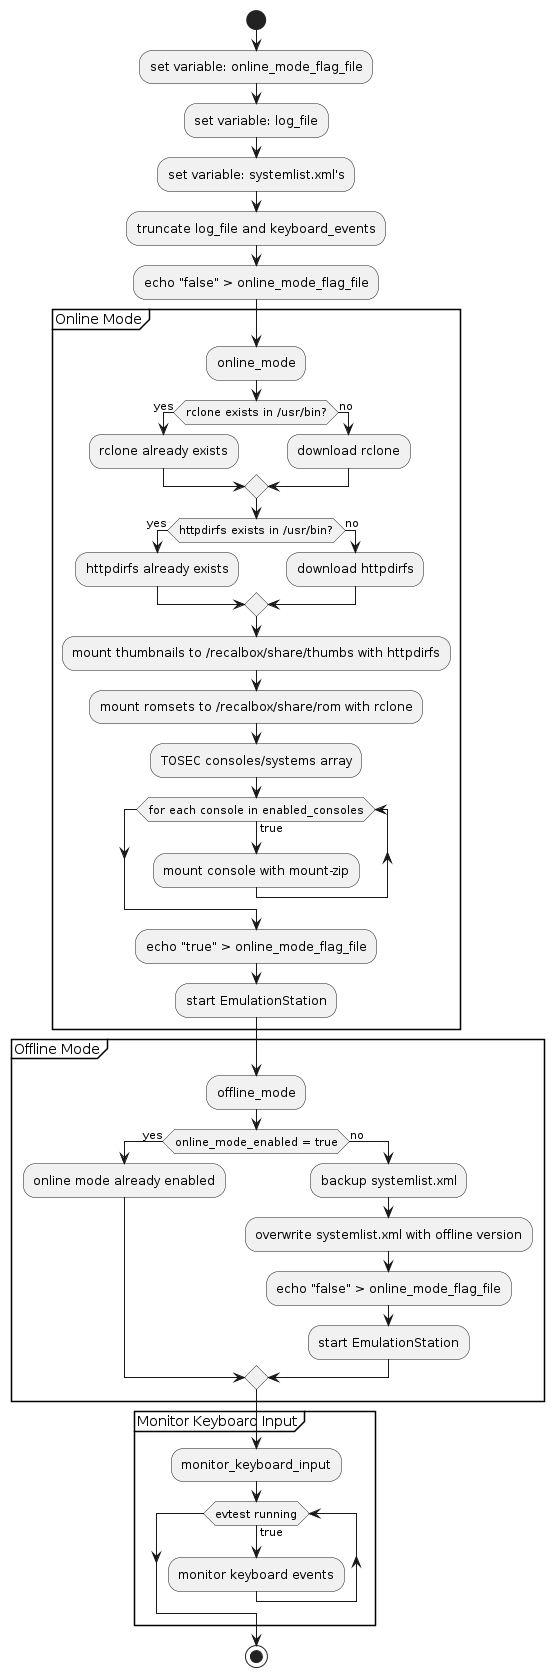 set variable: online_mode_flag_file
set variable: log_file
set variable: systemlist.xml's
truncate log_file and keyboard_events
echo "false" > online_mode_flag_file
Online Mode
online_mode
yes
rclone exists in /usr/bin?
no
rclone already exists
download rclone
yes
httpdirfs exists in /usr/bin?
no
httpdirfs already exists
download httpdirfs
mount thumbnails to /recalbox/share/thumbs with httpdirfs
mount romsets to /recalbox/share/rom with rclone
TOSEC consoles/systems array
for each console in enabled_consoles
true
mount console with mount-zip
echo "true" > online_mode_flag_file
start EmulationStation
Offline Mode
offline_mode
yes
online_mode_enabled = true
no
online mode already enabled
backup systemlist.xml
overwrite systemlist.xml with offline version
echo "false" > online_mode_flag_file
start EmulationStation
Monitor Keyboard Input
monitor_keyboard_input
evtest running
true
monitor keyboard events